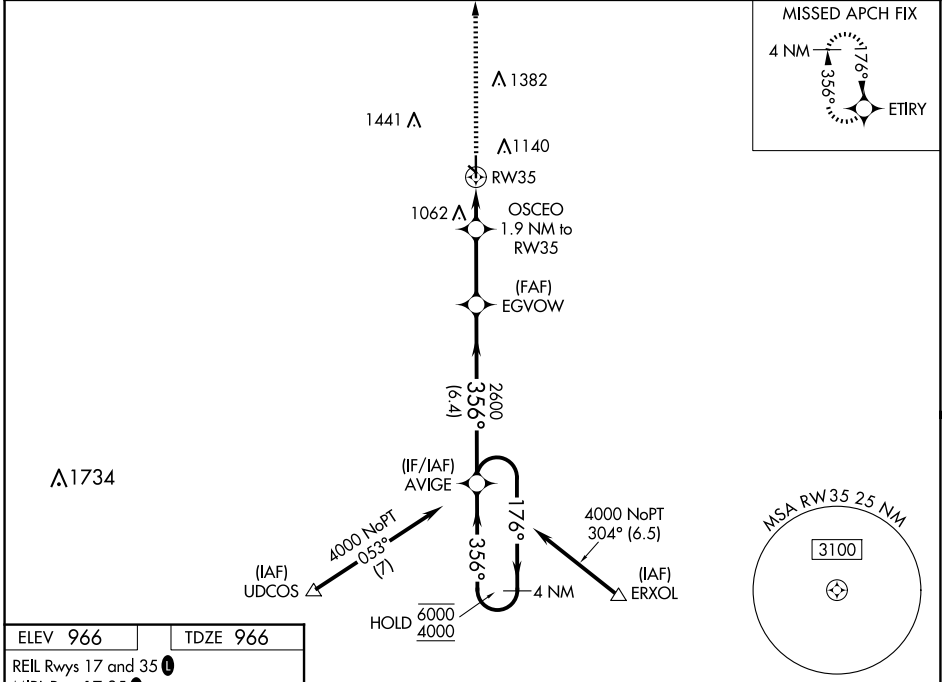 MISSED APCH FIX
4 NM
176°
356°
ETIRY
1382
1441
1140
RW35
1062
OSCEO
1.9 NM to
RW35
(FAF)
EGVOW
2600
356°
(6.4)
1734
(IF/IAF)
AVIGE
176°
356°
4000 NoPT
053°
(7)
4000 NoPT
304° (6.5)
(IAF)
UDCOS
(IAF)
ERXOL
4 NM
HOLD 6000
4000
MSA RW35 25 NM
3100
ELEV 966
TDZE 966
REIL Rwys 17 and 35 L